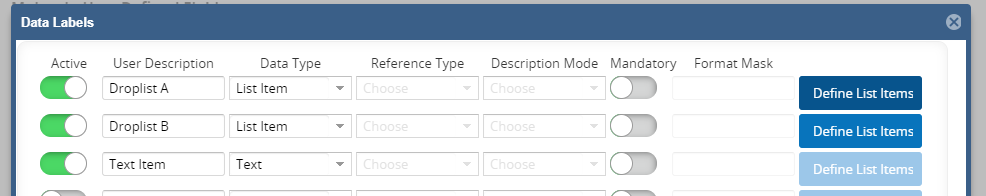 Data Labels
Active User Description Data Type Reference Type Description Mode Mandatory Format Mask
Droplist A List Item Choose Choose Define List Items
Droplist B List Item Choose Choose Define List Items
Text Item Text Choose Choose Define List Items